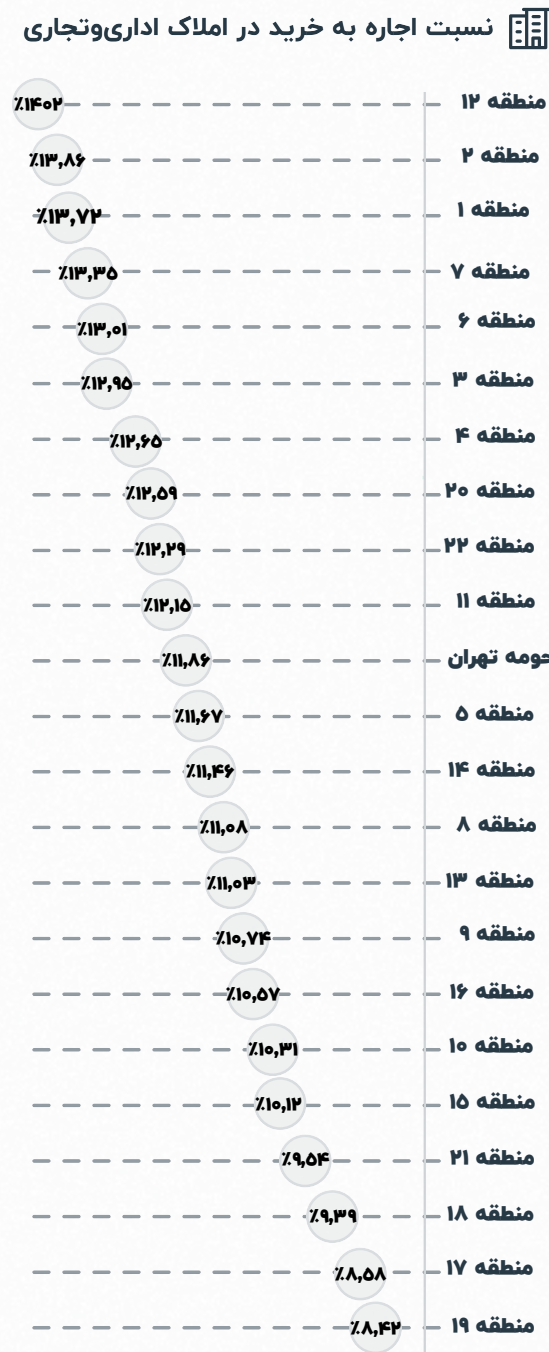 نسبت اجاره به خرید در املاک اداری‌وتجاری
منطقه ۱۲ ٪۱۴۰۲
منطقه ۲ ٪۱۳,۸۶
منطقه ۱ ٪۱۳,۷۲
منطقه ۷ ٪۱۳,۳۵
منطقه ۶ ٪۱۳,۰۱
منطقه ۳ ٪۱۲,۹۵
منطقه ۴ ٪۱۲,۶۵
منطقه ۲۰ ٪۱۲,۵۹
منطقه ۲۲ ٪۱۲,۲۹
منطقه ۱۱ ٪۱۲,۱۵
حومه تهران ٪۱۱,۸۶
منطقه ۵ ٪۱۱,۶۷
منطقه ۱۴ ٪۱۱,۴۶
منطقه ۸ ٪۱۱,۰۸
منطقه ۱۳ ٪۱۱,۰۳
منطقه ۹ ٪۱۰,۷۴
منطقه ۱۶ ٪۱۰,۵۷
منطقه ۱۰ ٪۱۰,۳۱
منطقه ۱۵ ٪۱۰,۱۲
منطقه ۲۱ ٪۹,۵۴
منطقه ۱۸ ٪۹,۳۹
منطقه ۱۷ ٪۸,۵۸
منطقه ۱۹ ٪۸,۴۲